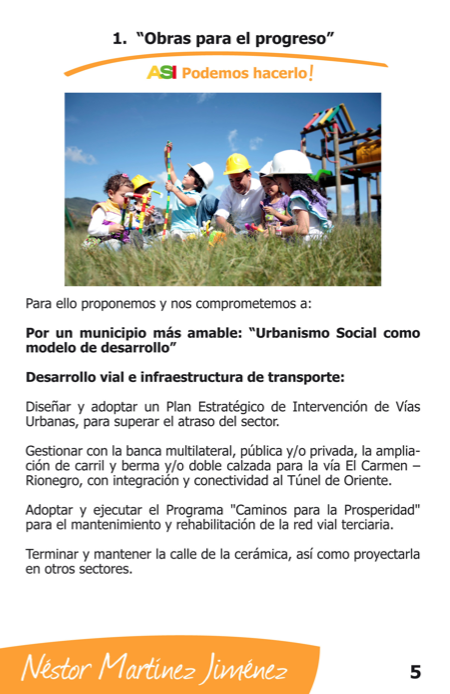 1. “Obras para el progreso”
ASI Podemos hacerlo!
Para ello proponemos y nos comprometemos a:
Por un municipio más amable: “Urbanismo Social como
modelo de desarrollo”
Desarrollo vial e infraestructura de transporte:
Diseñar y adoptar un Plan Estratégico de Intervención de Vías
Urbanas, para superar el atraso del sector.
Gestionar con la banca multilateral, pública y/o privada, la amplia-
ción de carril y berma y/o doble calzada para la vía El Carmen –
Rionegro, con integración y conectividad al Túnel de Oriente.
Adoptar y ejecutar el Programa "Caminos para la Prosperidad"
para el mantenimiento y rehabilitación de la red vial terciaria.
Terminar y mantener la calle de la cerámica, así como proyectarla
en otros sectores.
Néstor Martínez Jiménez
5